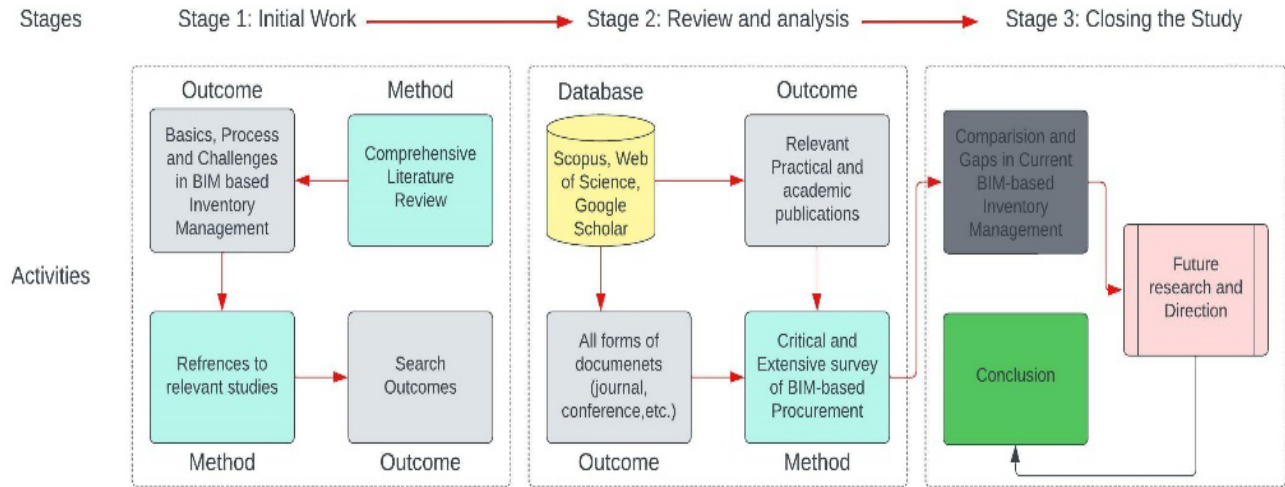 Stages
Stage 1: Initial Work
Stage 2: Review and analysis
Stage 3: Closing the Study
Activities
Outcome
Basics, Process
and Challenges
in BIM based
Inventory
Management
Method
Comprehensive
Literature
Review
Refrences to
relevant studies
Method
Search
Outcomes
Outcome
Database
Scopus, Web
of Science,
Google
Scholar
Outcome
Relevant
Practical and
academic
publications
All forms of
documenets
(journal,
conference,etc.)
Outcome
Critical and
Extensive survey
of BIM-based
Procurement
Method
Comparision and
Gaps in Current
BIM-based
Inventory
Management
Future
research and
Direction
Conclusion